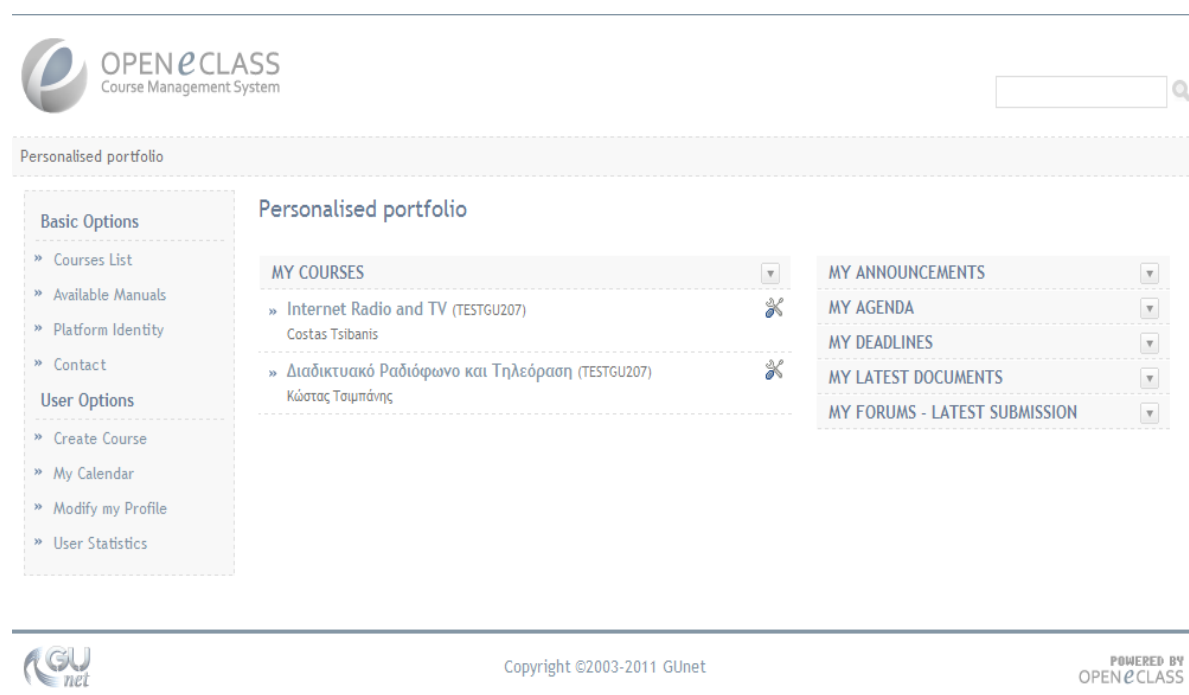 OPEN eCLASS
Course Management System
Personalised portfolio
Basic Options
» Courses List
» Available Manuals
» Platform Identity
» Contact
User Options
» Create Course
» My Calendar
» Modify my Profile
» User Statistics
Personalised portfolio
MY COURSES
» Internet Radio and TV (TESTGU207)
Costas Tsibanis
» Διαδικτυακό Ραδιόφωνο και Τηλεόραση (TESTGU207)
Κώστας Τσιμπάνης
MY ANNOUNCEMENTS
MY AGENDA
MY DEADLINES
MY LATEST DOCUMENTS
MY FORUMS - LATEST SUBMISSION
GU
net
Copyright ©2003-2011 GUnet
POWERED BY
OPEN eCLASS